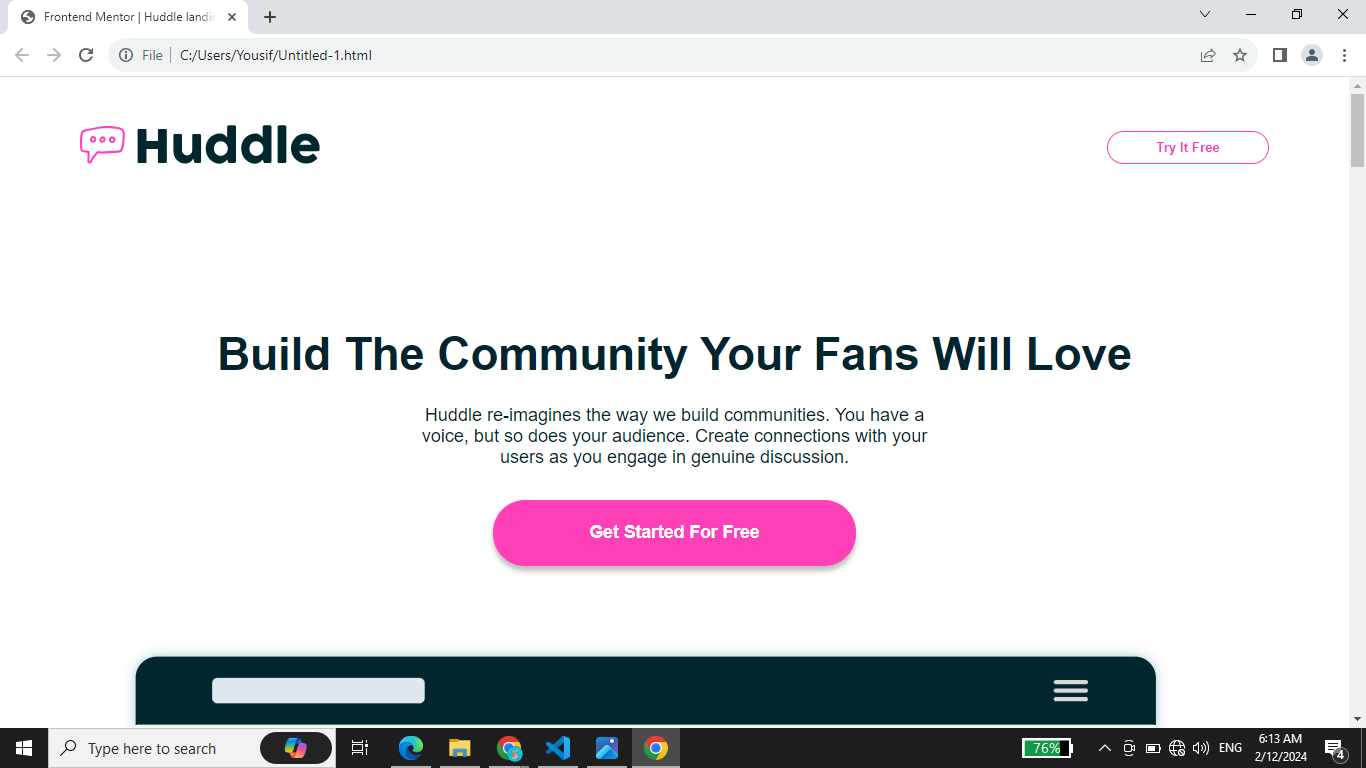 Frontend Mentor | Huddle landin
File
C:/Users/Yousif/Untitled-1.html
Huddle
Try It Free
Build The Community Your Fans Will Love
Huddle re-imagines the way we build communities. You have a
voice, but so does your audience. Create connections with your
users as you engage in genuine discussion.
Get Started For Free
Type here to search
76%
ENG
6:13 AM
2/12/2024
4